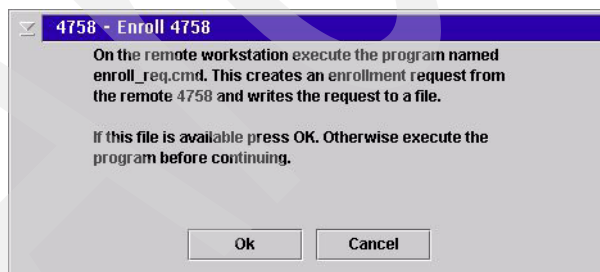 4758 - Enroll 4758
On the remote workstation execute the program named
enroll_req.cmd. This creates an enrollment request from
the remote 4758 and writes the request to a file.
If this file is available press OK. Otherwise execute the
program before continuing.
Ok
Cancel